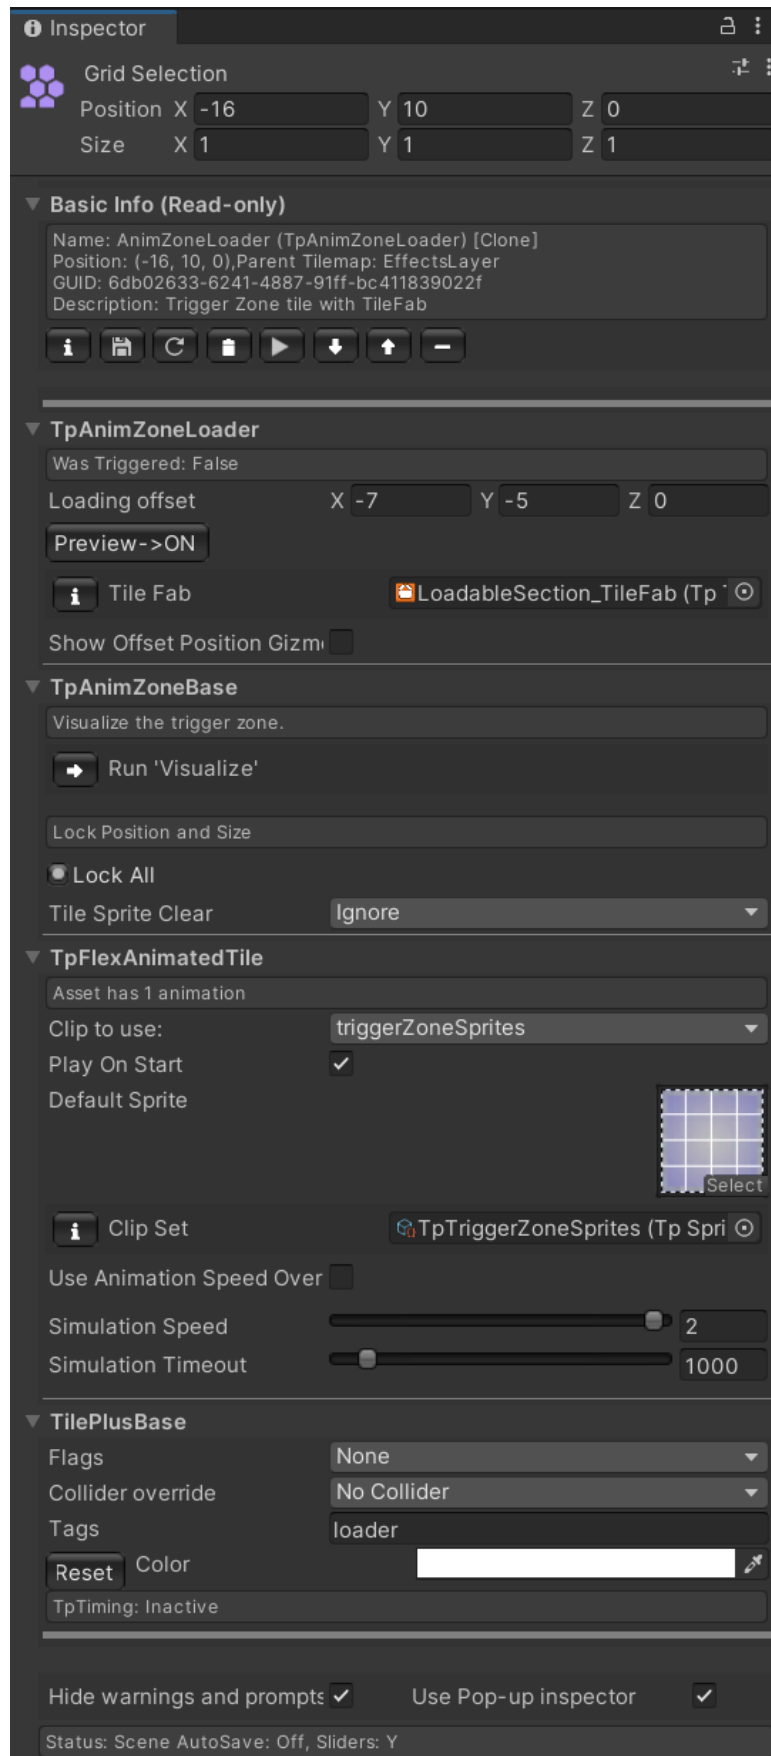 Inspector
Grid Selection
Position X -16 Y 10 Z 0
Size X 1 Y 1 Z 1
Basic Info (Read-only)
Name: AnimZoneLoader (TpAnimZoneLoader) [Clone]
Position: (-16, 10, 0),Parent Tilemap: EffectsLayer
GUID: 6db02633-6241-4887-91ff-bc411839022f
Description: Trigger Zone tile with TileFab
TpAnimZoneLoader
Was Triggered: False
Loading offset X -7 Y -5 Z 0
Preview->ON
Tile Fab LoadableSection_TileFab (Tp
Show Offset Position Gizm
TpAnimZoneBase
Visualize the trigger zone.
Run 'Visualize'
Lock Position and Size
Lock All
Tile Sprite Clear Ignore
TpFlexAnimatedTile
Asset has 1 animation
Clip to use: triggerZoneSprites
Play On Start
Default Sprite
Select
Clip Set TpTriggerZoneSprites (Tp Spri
Use Animation Speed Over
Simulation Speed 2
Simulation Timeout 1000
TilePlusBase
Flags None
Collider override No Collider
Tags loader
Reset Color
TpTiming: Inactive
Hide warnings and prompts Use Pop-up inspector
Status: Scene AutoSave: Off, Sliders: Y